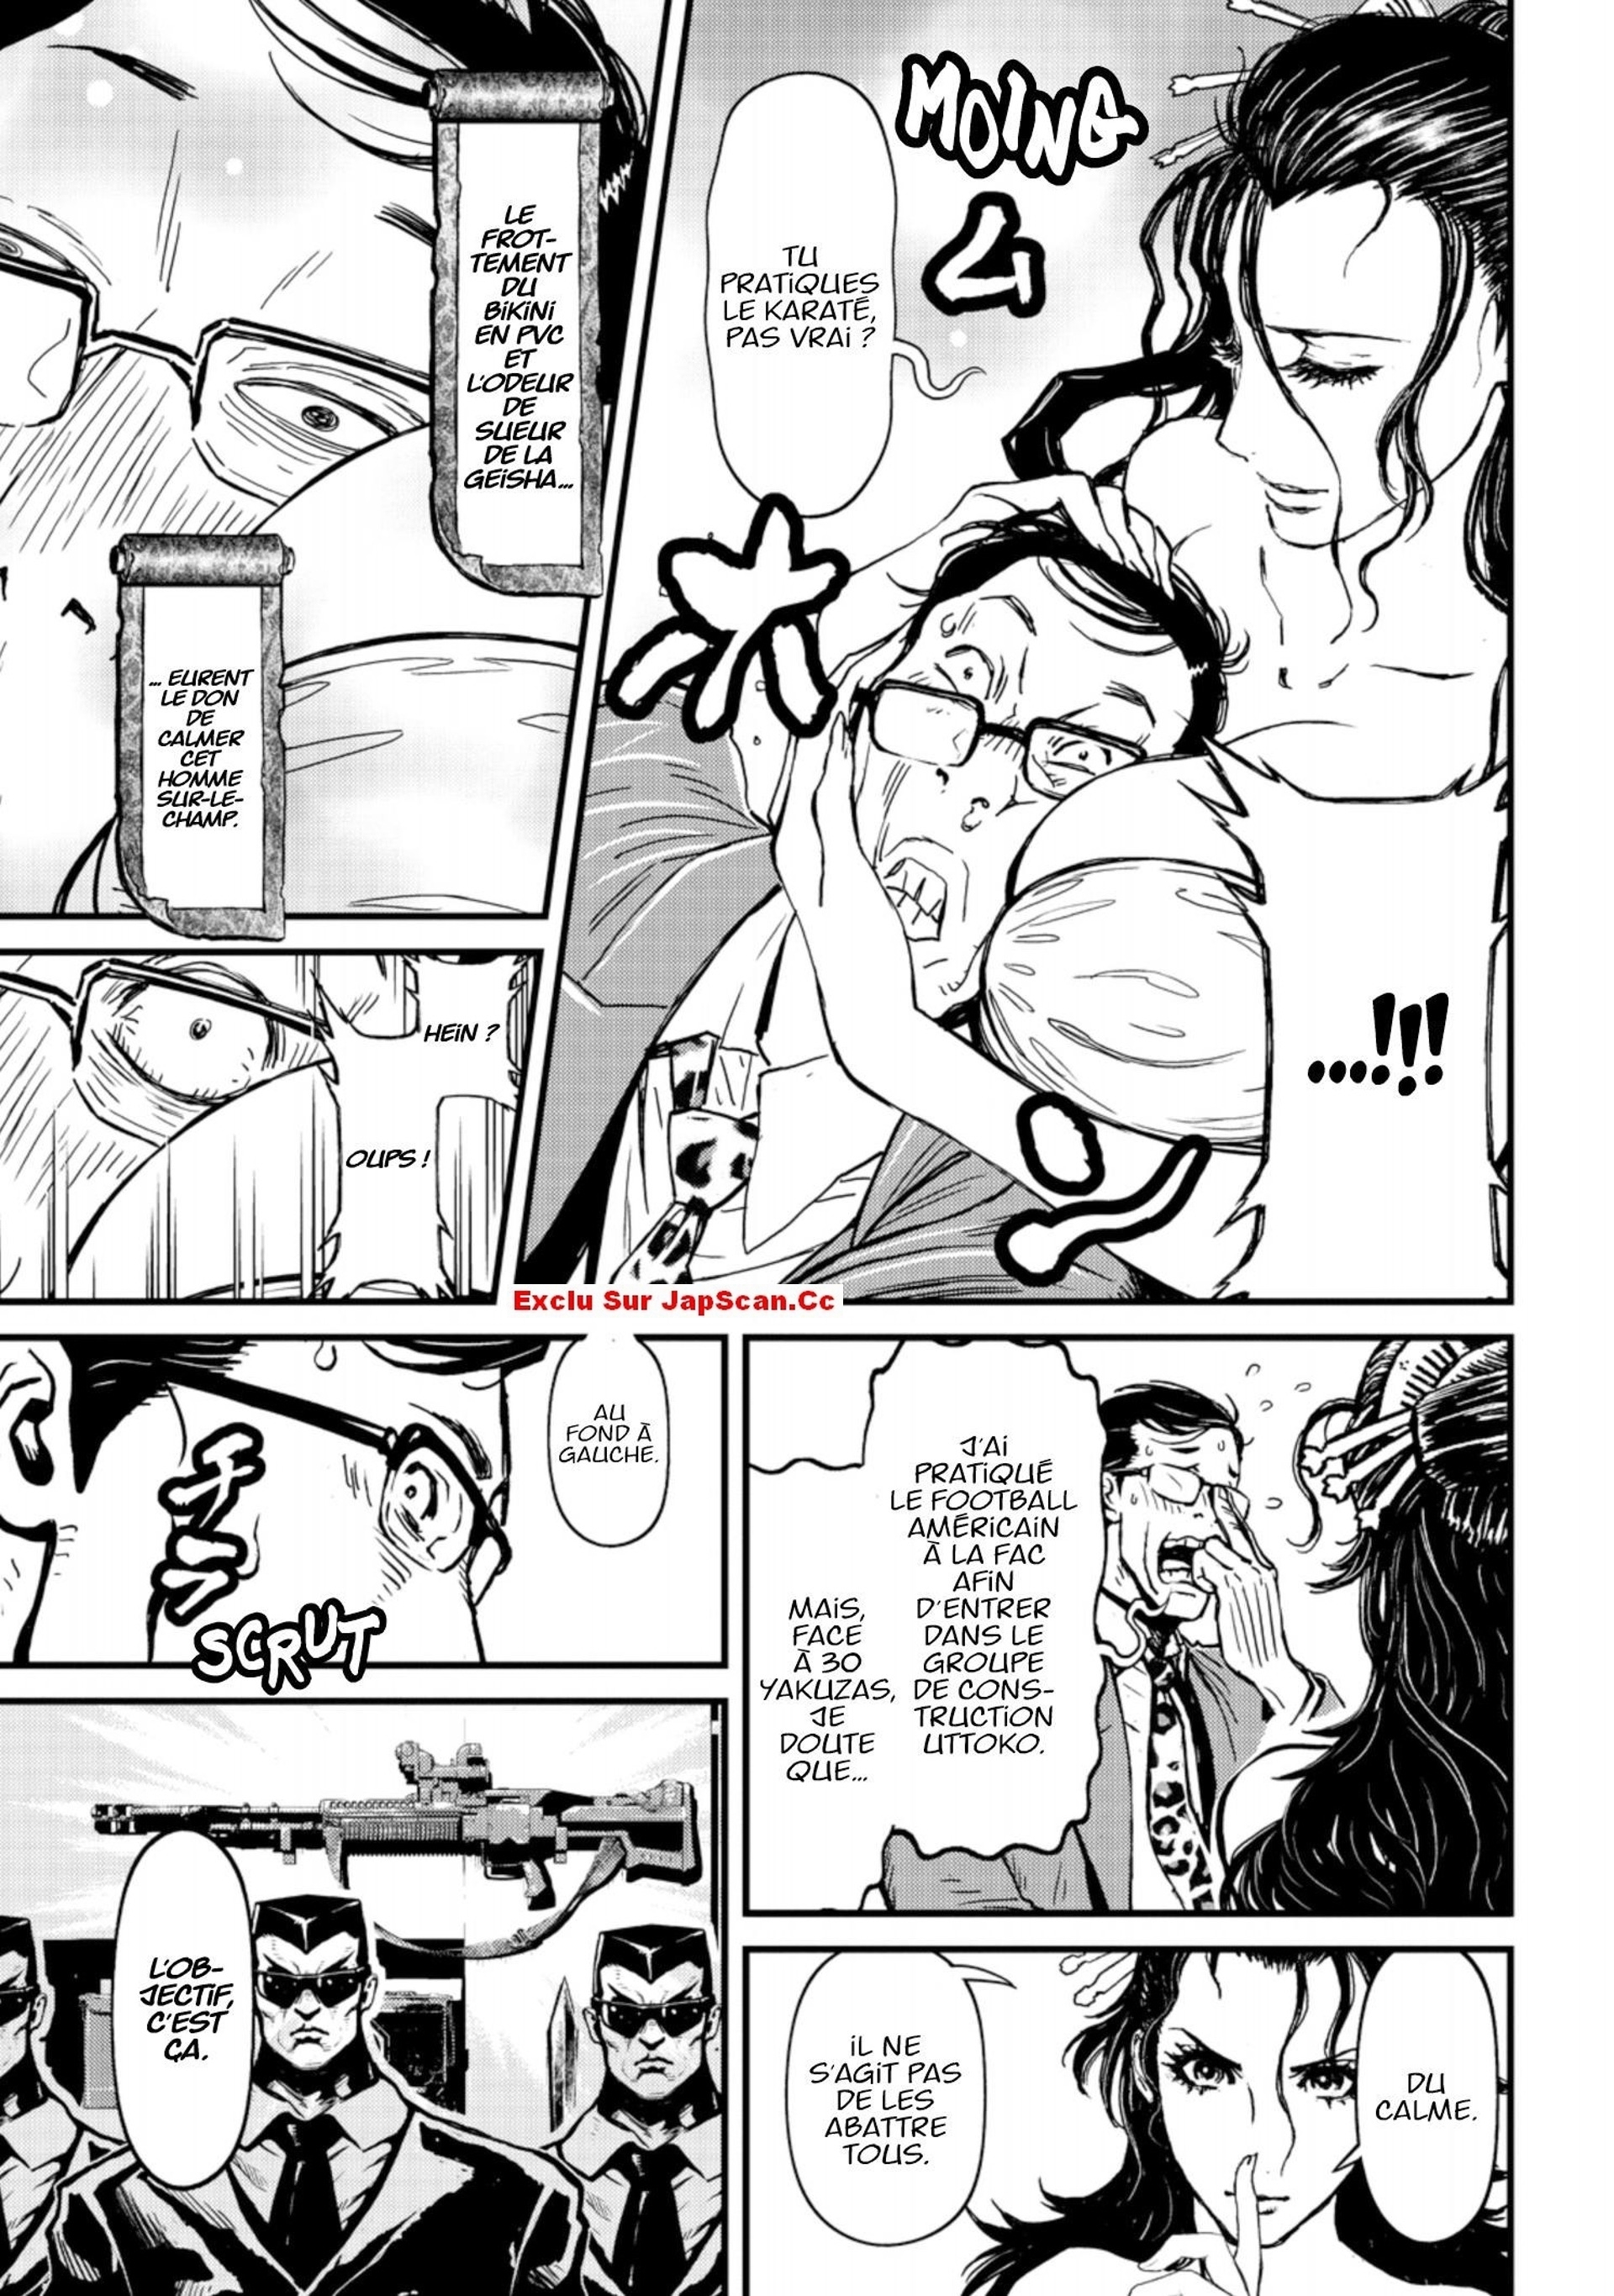 MOING
ム
TU
PRATIQUES
LE KARATÉ,
PAS VRAI ?
...!!!
LE
FROT-
TEMENT
DU
BIKINI
EN PVC
ET
L'ODEUR
DE
SUEUR
DE LA
GEISHA...
... EURENT
LE DON
DE
CALMER
CET
HOMME
SUR-LE-
CHAMP.
HEIN ?
OUPS !
Exclu Sur JapScan.Cc
J'AI
PRATIQUÉ
LE FOOTBALL
AMÉRICAIN
À LA FAC
AFIN
D'ENTRER
DANS LE
GROUPE
DE CONS-
TRUCTION
UTTOKO.
MAIS,
FACE
À 30
YAKUZAS,
JE
DOUTE
QUE...
AU
FOND À
GAUCHE.
チラ
SCRUT
DU
CALME.
IL NE
S'AGIT PAS
DE LES
ABATTRE
TOUS.
L'OB-
JECTIF,
C'EST
ÇA.